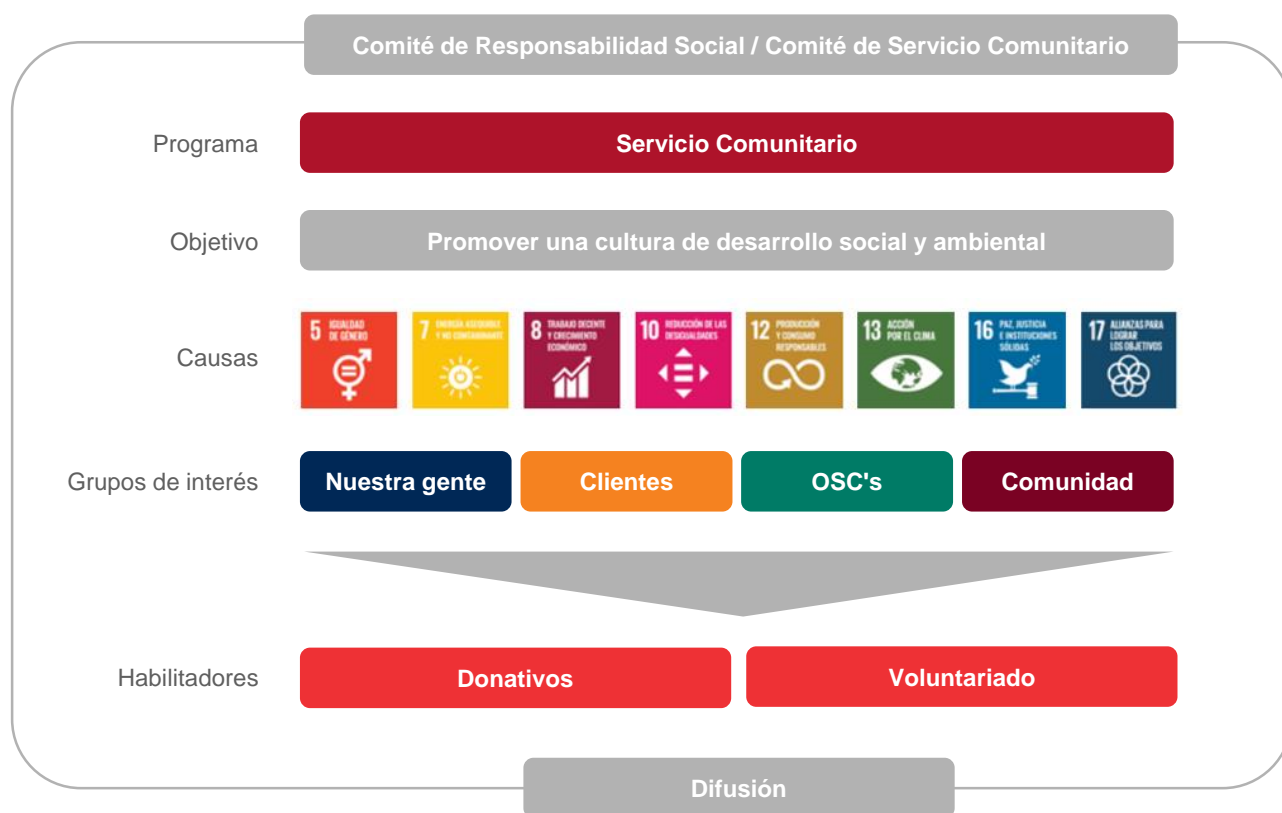 Comité de Responsabilidad Social / Comité de Servicio Comunitario
Programa
Servicio Comunitario
Objetivo
Promover una cultura de desarrollo social y ambiental
Causas
5 IGUALDAD
DE GÉNERO
7 ENERGÍA ASEQUIBLE
Y NO CONTAMINANTE
8 TRABAJO DECENTE
Y CRECIMIENTO
ECONÓMICO
10 REDUCCIÓN DE LAS
DESIGUALDADES
12 PRODUCCIÓN
Y CONSUMO
RESPONSABLES
13 ACCIÓN
POR EL CLIMA
16 PAZ, JUSTICIA
E INSTITUCIONES
SÓLIDAS
17 ALIANZAS PARA
LOGRAR
LOS OBJETIVOS
Grupos de interés
Nuestra gente
Clientes
OSC's
Comunidad
Habilitadores
Donativos
Voluntariado
Difusión